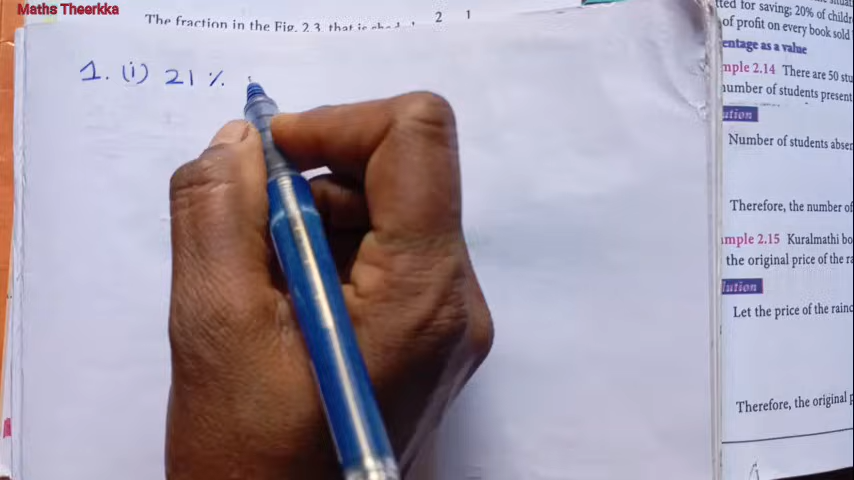 Maths Theerkka
The fraction in the Fig. 2.3, that is
2 1
1. (i) 21 %
tted for saving; 20% of childr
of profit on every book sold
entage as a value
mple 2.14 There are 50 stu
number of students present
ution
Number of students absen
Therefore, the number of
ample 2.15 Kuralmathi bo
the original price of the ra
lution
Let the price of the rainc
Therefore, the original p